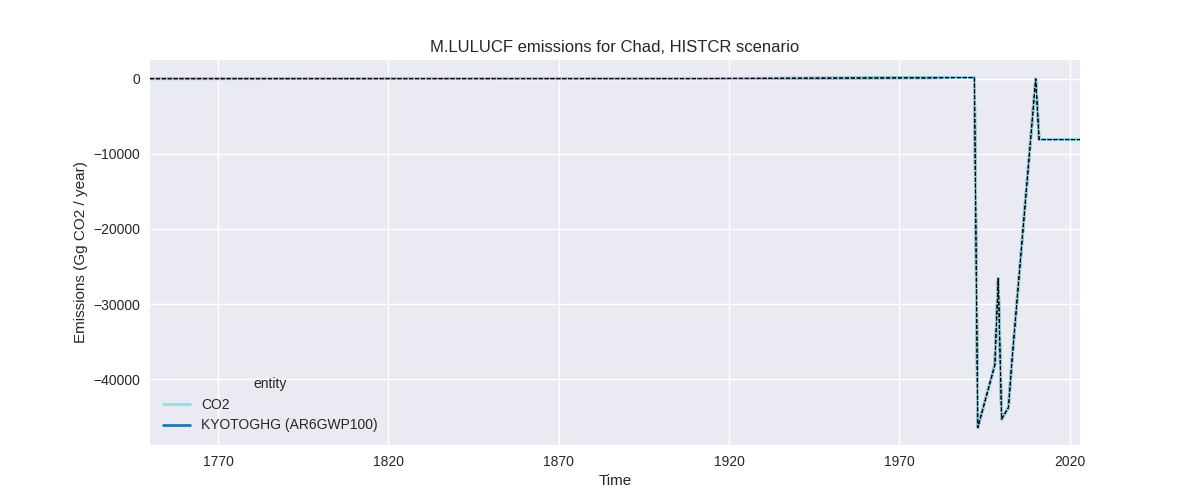 M.LULUCF emissions for Chad, HISTCR scenario
Emissions (Gg CO2 / year)
0
−10000
−20000
−30000
−40000
entity
CO2
KYOTOGHG (AR6GWP100)
1770 1820 1870 1920 1970 2020
Time